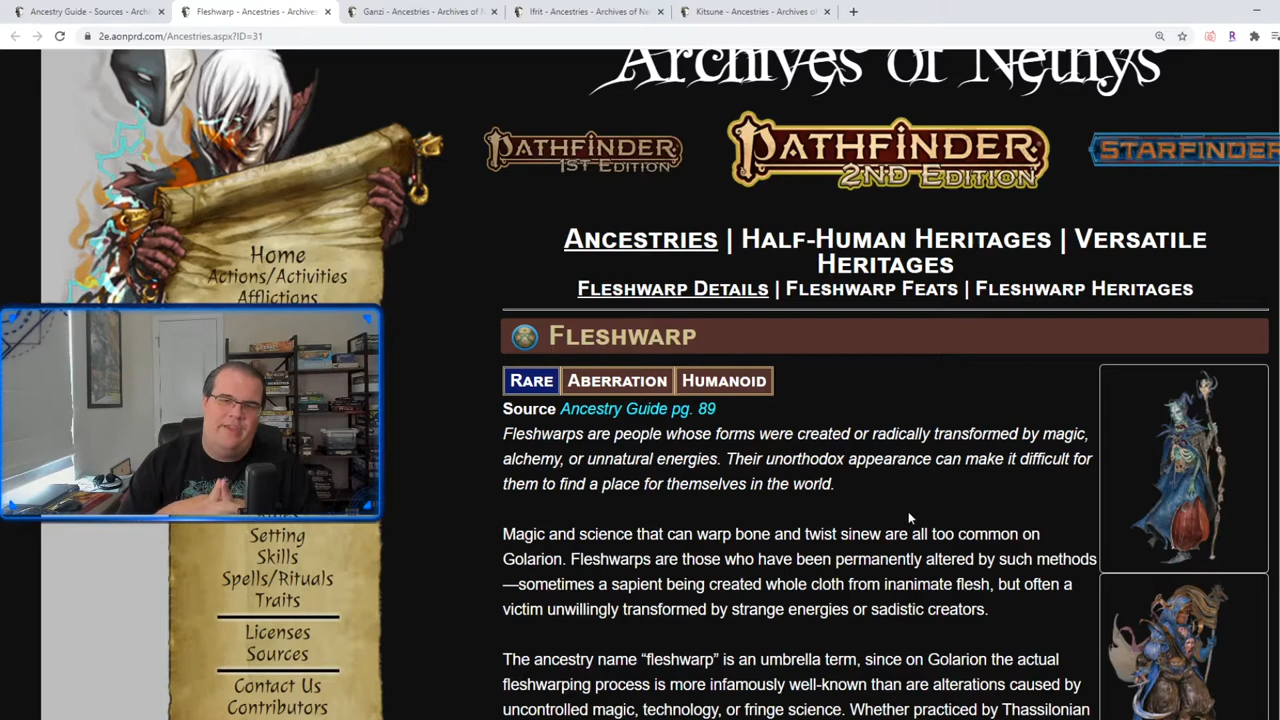 Ancestry Guide - Sources - Arch
Fleshwarp - Ancestries - Archives
Ganzi - Ancestries - Archives of N
Ifrit - Ancestries - Archives of Ne
Kitsune - Ancestries - Archives of
2e.aonprd.com/Ancestries.aspx?ID=31
Archives of Nethys
PATHFINDER
1ST EDITION
PATHFINDER
2ND EDITION
STARFINDER
Home
Actions/Activities
Afflictions
Setting
Skills
Spells/Rituals
Traits
Licenses
Sources
Contact Us
Contributors
ANCESTRIES | HALF-HUMAN HERITAGES | VERSATILE
HERITAGES
FLESHWARP DETAILS | FLESHWARP FEATS | FLESHWARP HERITAGES
FLESHWARP
RARE ABERRATION HUMANOID
Source Ancestry Guide pg. 89
Fleshwarps are people whose forms were created or radically transformed by magic,
alchemy, or unnatural energies. Their unorthodox appearance can make it difficult for
them to find a place for themselves in the world.
Magic and science that can warp bone and twist sinew are all too common on
Golarion. Fleshwarps are those who have been permanently altered by such methods
—sometimes a sapient being created whole cloth from inanimate flesh, but often a
victim unwillingly transformed by strange energies or sadistic creators.
The ancestry name “fleshwarp” is an umbrella term, since on Golarion the actual
fleshwarping process is more infamously well-known than are alterations caused by
uncontrolled magic, technology, or fringe science. Whether practiced by Thassilonian